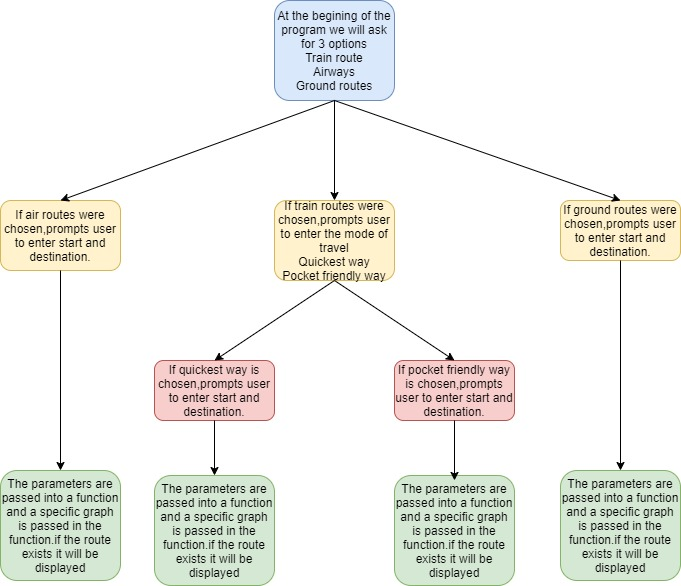 At the begining of the
program we will ask
for 3 options
Train route
Airways
Ground routes
If air routes were
chosen,prompts user
to enter start and
destination.
If train routes were
chosen,prompts user
to enter the mode of
travel
Quickest way
Pocket friendly way
If ground routes were
chosen,prompts user
to enter start and
destination.
If quickest way is
chosen,prompts user
to enter start and
destination.
If pocket friendly way
is chosen,prompts
user to enter start and
destination.
The parameters are
passed into a function
and a specific graph
is passed in the
function.if the route
exists it will be
displayed
The parameters are
passed into a function
and a specific graph
is passed in the
function.if the route
exists it will be
displayed
The parameters are
passed into a function
and a specific graph
is passed in the
function.if the route
exists it will be
displayed
The parameters are
passed into a function
and a specific graph
is passed in the
function.if the route
exists it will be
displayed